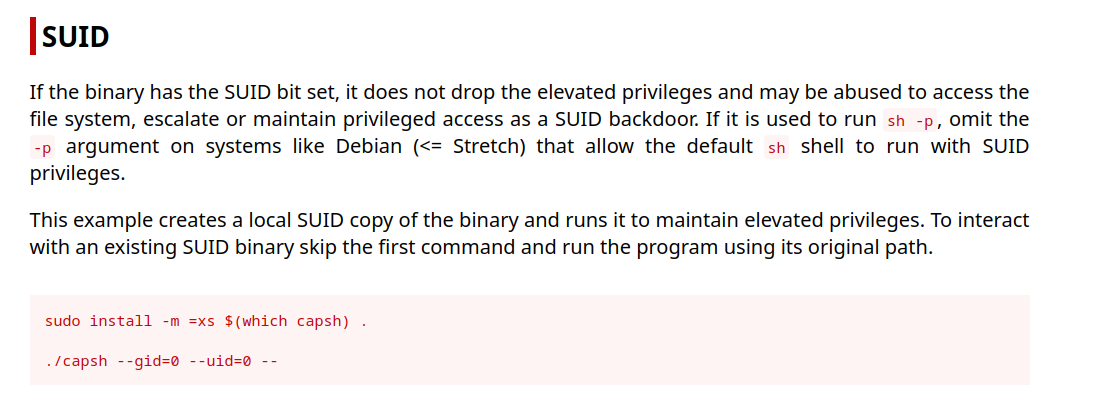 SUID
If the binary has the SUID bit set, it does not drop the elevated privileges and may be abused to access the
file system, escalate or maintain privileged access as a SUID backdoor. If it is used to run sh -p, omit the
-p argument on systems like Debian (<= Stretch) that allow the default sh shell to run with SUID
privileges.
This example creates a local SUID copy of the binary and runs it to maintain elevated privileges. To interact
with an existing SUID binary skip the first command and run the program using its original path.
sudo install -m =xs $(which capsh) .
./capsh --gid=0 --uid=0 --